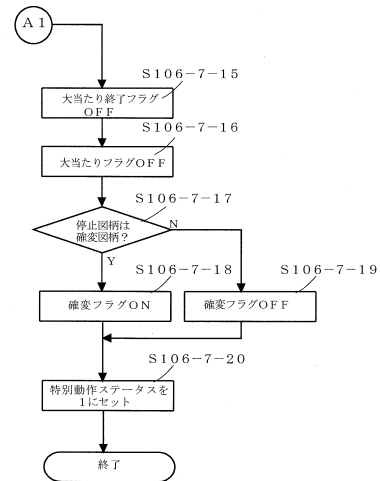 Ａ１
Ｓ１０６－７－１５
大当たり終了フラグ
ＯＦＦ
Ｓ１０６－７－１６
大当たりフラグＯＦＦ
Ｓ１０６－７－１７
停止図柄は
確変図柄？
Ｎ
Ｙ
Ｓ１０６－７－１８
Ｓ１０６－７－１９
確変フラグＯＮ
確変フラグＯＦＦ
Ｓ１０６－７－２０
特別動作ステータスを
１にセット
終了